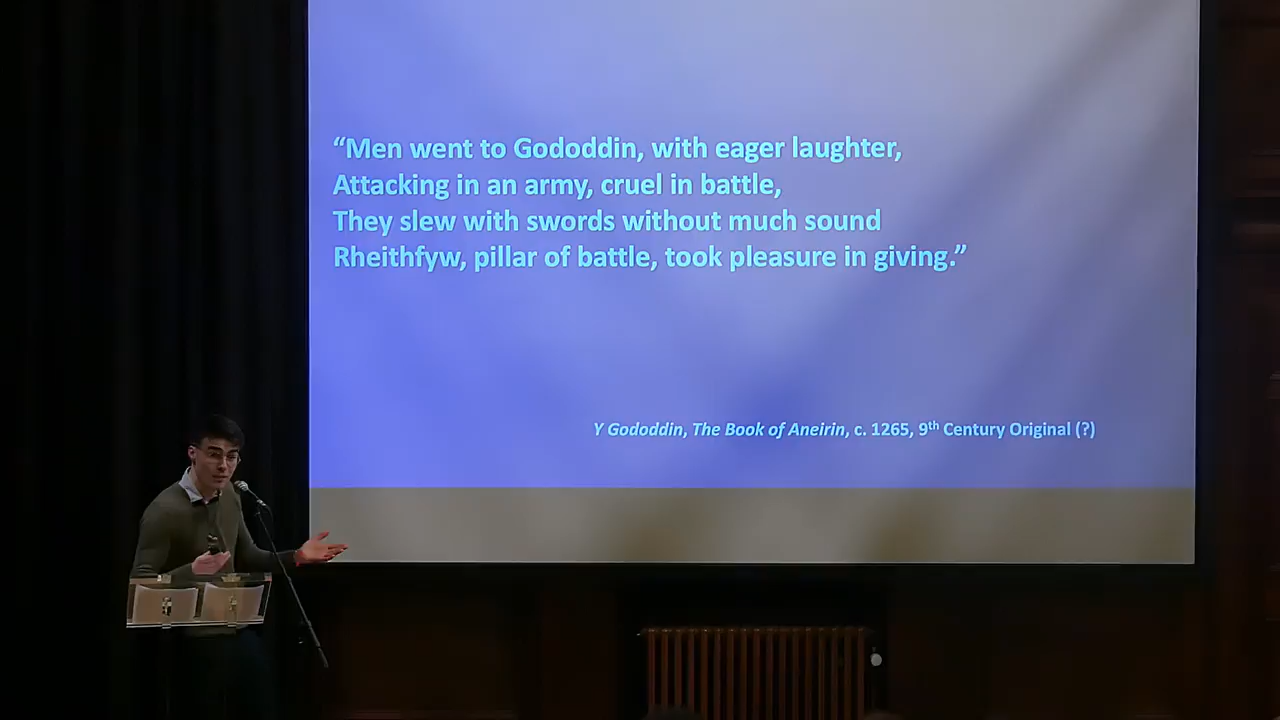 “Men went to Gododdin, with eager laughter,
Attacking in an army, cruel in battle,
They slew with swords without much sound
Rheithfyw, pillar of battle, took pleasure in giving.”
Y Gododdin, The Book of Aneirin, c. 1265, 9th Century Original (?)